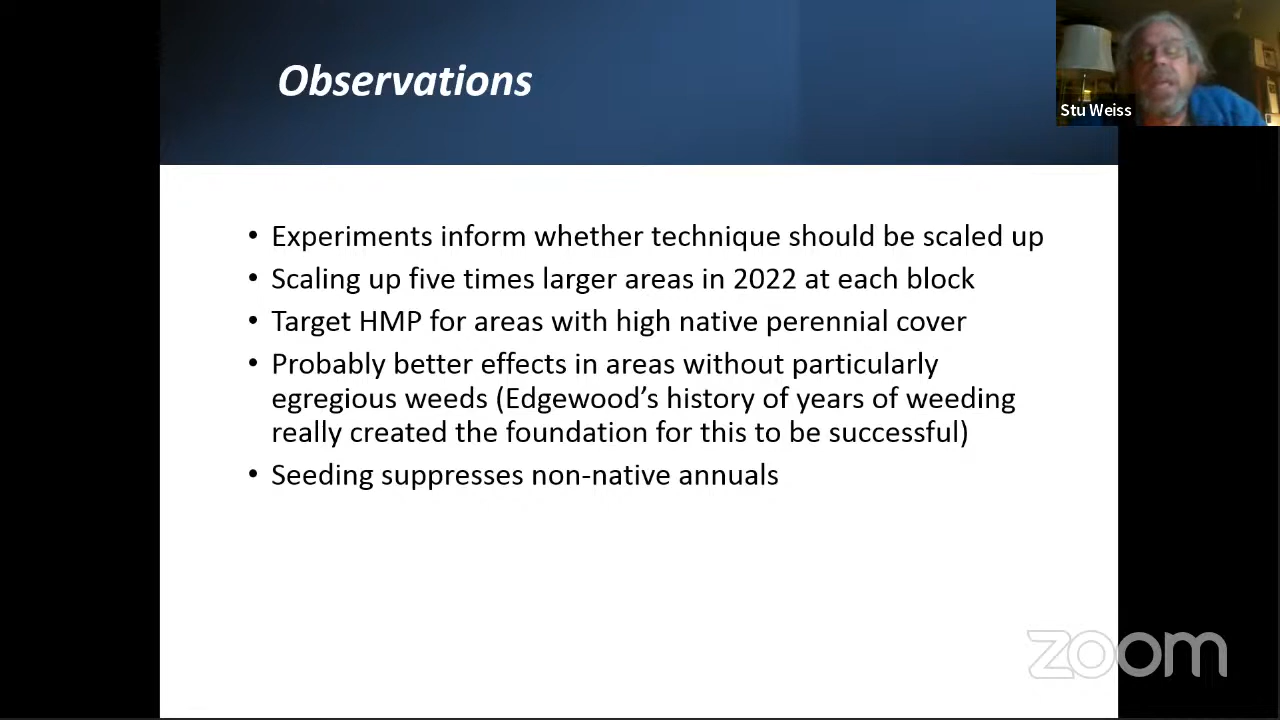 Observations
Stu Weiss
• Experiments inform whether technique should be scaled up
• Scaling up five times larger areas in 2022 at each block
• Target HMP for areas with high native perennial cover
• Probably better effects in areas without particularly
egregious weeds (Edgewood’s history of years of weeding
really created the foundation for this to be successful)
• Seeding suppresses non-native annuals
zoom